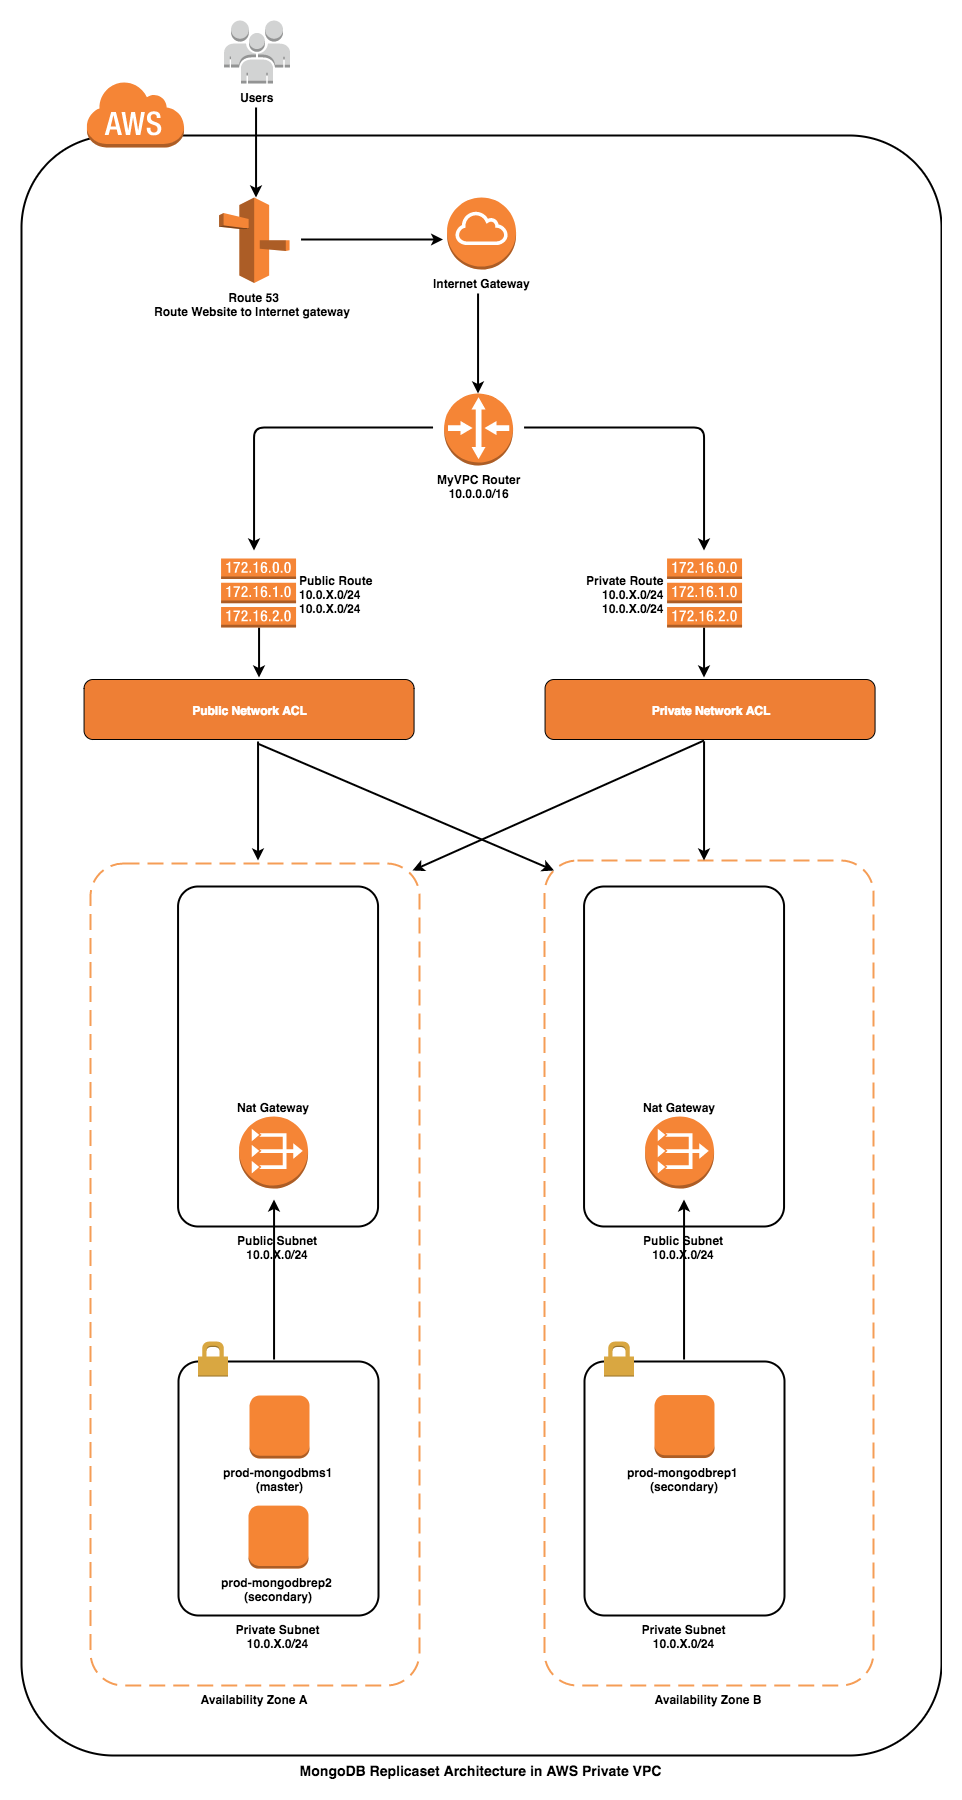 Users
AWS
Route 53
Route Website to Internet gateway
Internet Gateway
MyVPC Router
10.0.0.0/16
172.16.0.0
172.16.1.0
172.16.2.0
Public Route
10.0.X.0/24
10.0.X.0/24
Private Route
10.0.X.0/24
10.0.X.0/24
172.16.0.0
172.16.1.0
172.16.2.0
Public Network ACL
Private Network ACL
Nat Gateway
Nat Gateway
Public Subnet
10.0.X.0/24
Public Subnet
10.0.X.0/24
prod-mongodbms1
(master)
prod-mongodbrep2
(secondary)
Private Subnet
10.0.X.0/24
prod-mongodbrep1
(secondary)
Private Subnet
10.0.X.0/24
Availability Zone A
Availability Zone B
MongoDB Replicaset Architecture in AWS Private VPC